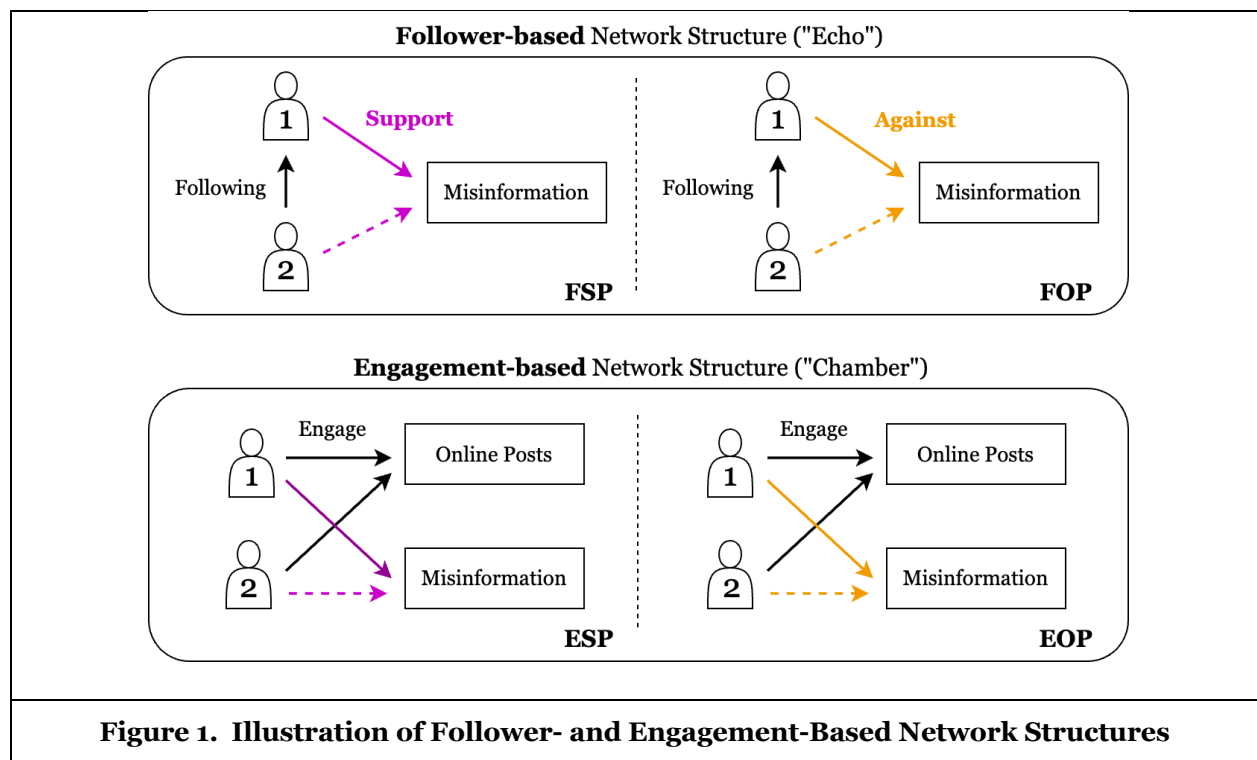 Follower-based Network Structure ("Echo")
1
Support
Following
Misinformation
2
FSP
1
Against
Following
Misinformation
2
FOP
Engagement-based Network Structure ("Chamber")
Engage
Online Posts
1
2
Misinformation
ESP
Engage
Online Posts
1
2
Misinformation
EOP
Figure 1. Illustration of Follower- and Engagement-Based Network Structures